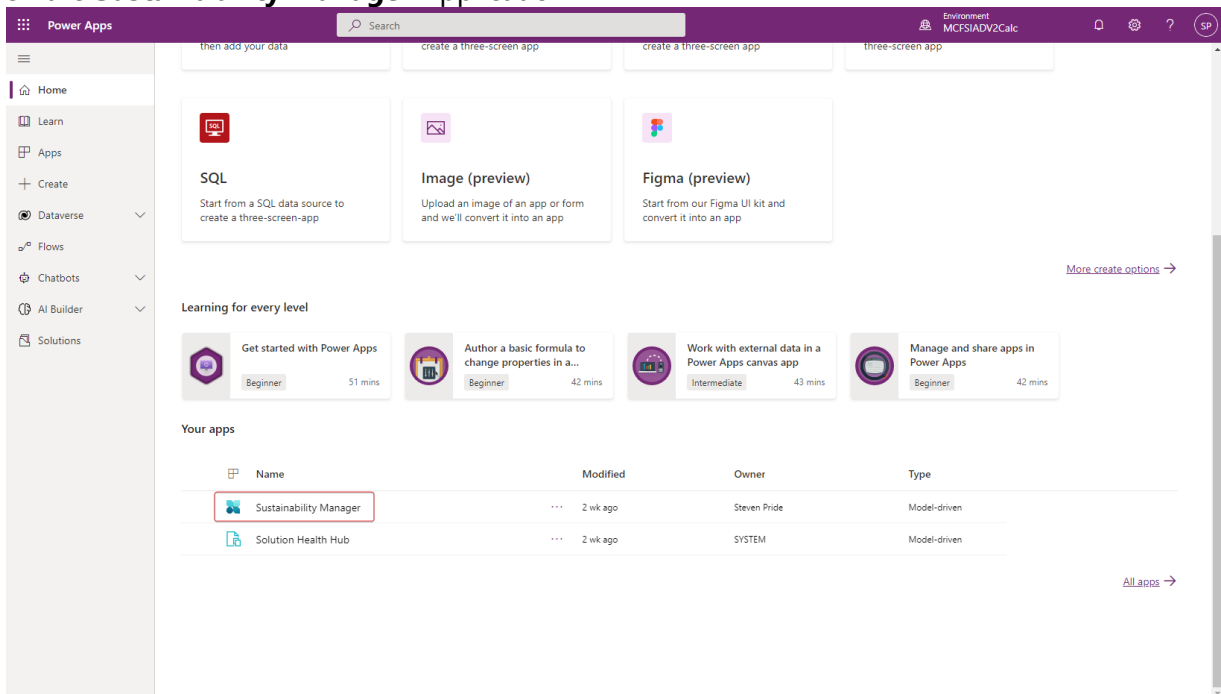 Sustainability Manager
Power Apps
Search
Environment
MCFSIADV2Calc
?
SP
then add your data
create a three-screen app
create a three-screen app
three-screen app
Home
Learn
Apps
Create
Dataverse
Flows
Chatbots
AI Builder
Solutions
SQL
SQL
Start from a SQL data source to
create a three-screen-app
Image (preview)
Upload an image of an app or form
and we'll convert it into an app
Figma (preview)
Start from our Figma UI kit and
convert it into an app
More create options →
Learning for every level
Get started with Power Apps
Beginner 51 mins
Author a basic formula to
change properties in a...
Beginner 42 mins
Work with external data in a
Power Apps canvas app
Intermediate 43 mins
Manage and share apps in
Power Apps
Beginner 42 mins
Your apps
Name Modified Owner Type
Sustainability Manager ··· 2 wk ago Steven Pride Model-driven
Solution Health Hub ··· 2 wk ago SYSTEM Model-driven
All apps →